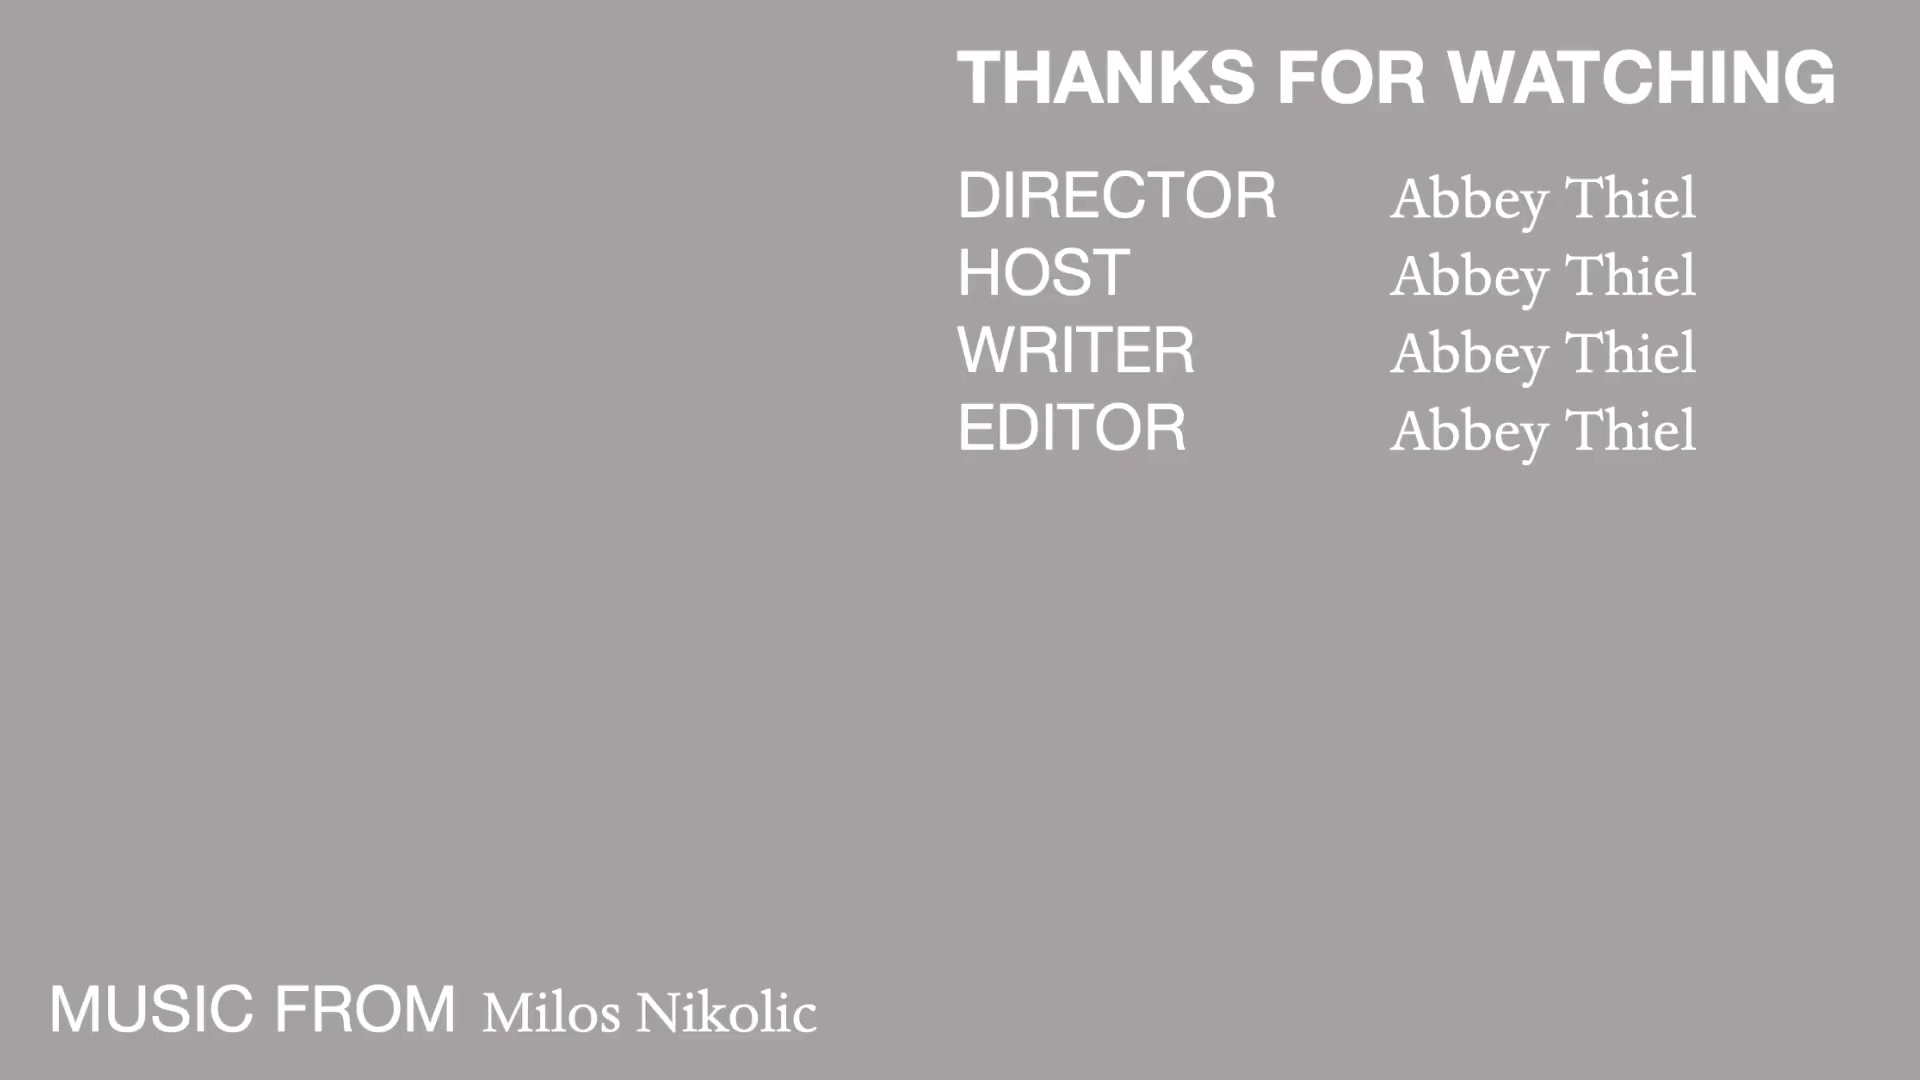 THANKS FOR WATCHING
DIRECTOR Abbey Thiel
HOST Abbey Thiel
WRITER Abbey Thiel
EDITOR Abbey Thiel
MUSIC FROM Milos Nikolic